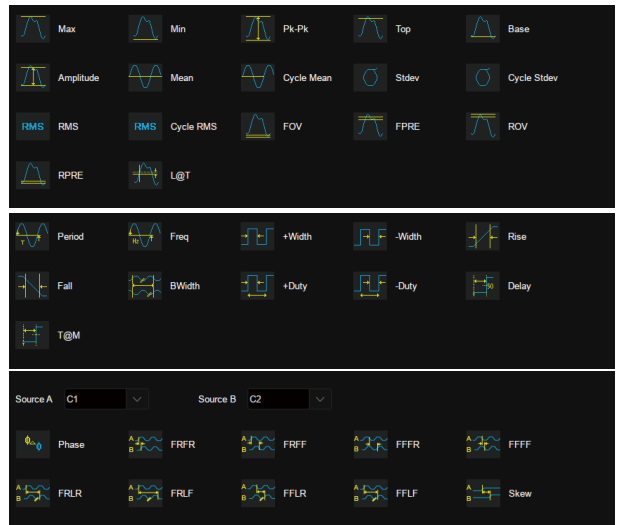 Max Min Pk-Pk Top Base
Amplitude Mean Cycle Mean Stdev Cycle Stdev
RMS RMS RMS Cycle RMS FOV FPRE ROV
RPRE L@T
T Period Hz Freq +Width -Width Rise
Fall BWidth +Duty -Duty 50 Delay
T@M
Source A C1 Source B C2
Phase A B FRFR A B FRFF A B FFFR A B FFFF
A B FRLR A B FRLF A B FFLR A B FFLF A B Skew